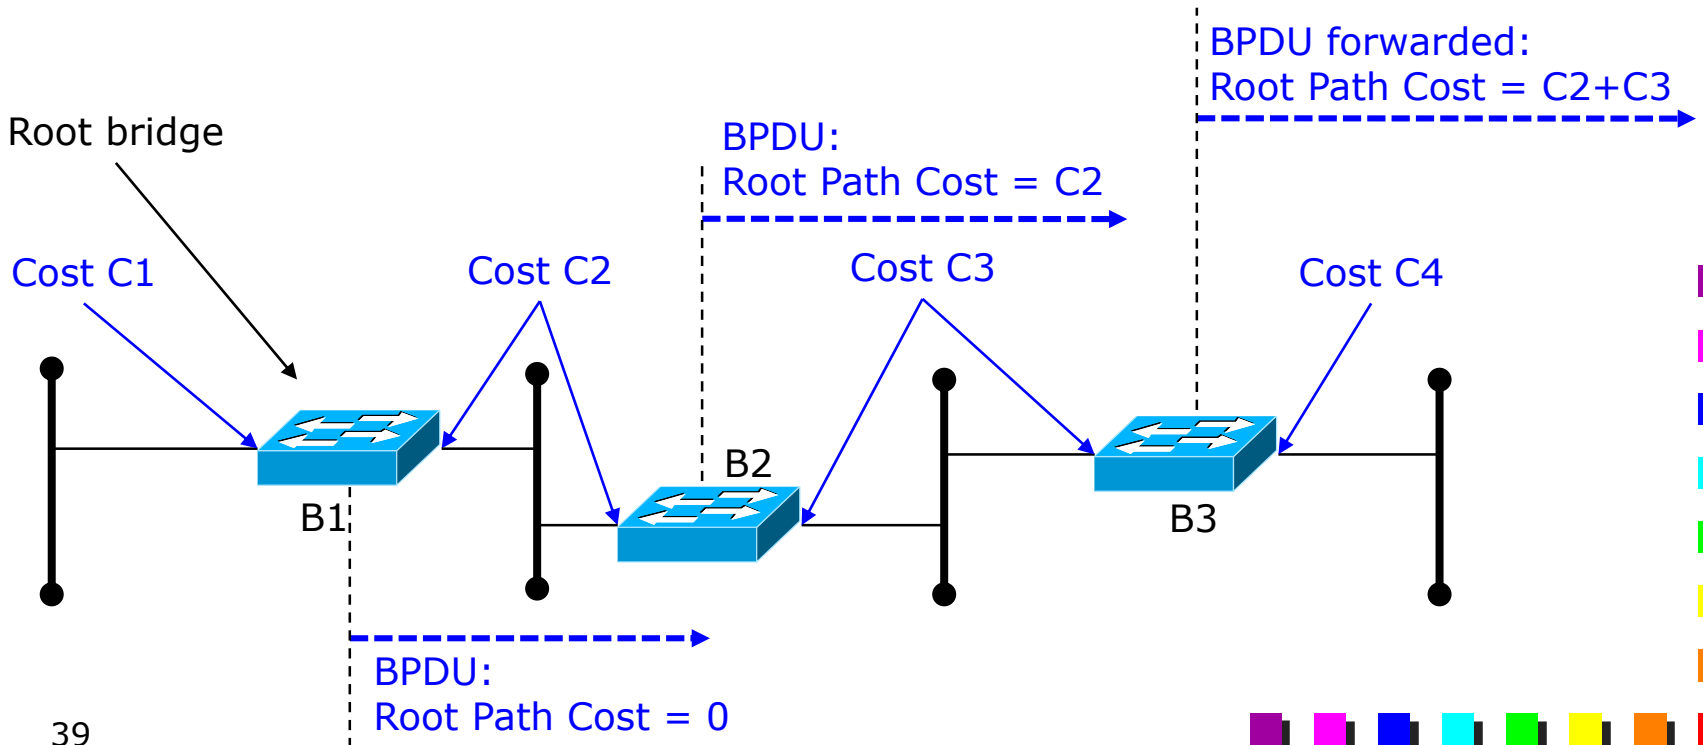 BPDU forwarded:
Root Path Cost = C2+C3
Root bridge
BPDU:
Root Path Cost = C2
Cost C1
Cost C2
Cost C3
Cost C4
B1
B2
B3
BPDU:
Root Path Cost = 0
39